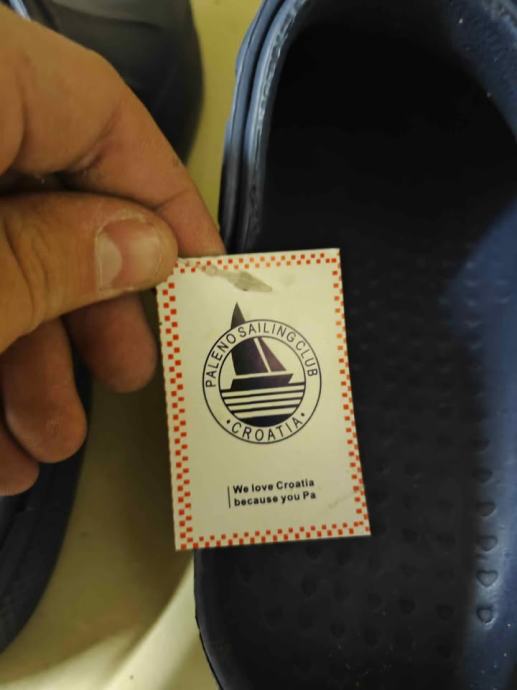 PALENO SAILING CLUB
• CROATIA •
We love Croatia
because you Pa